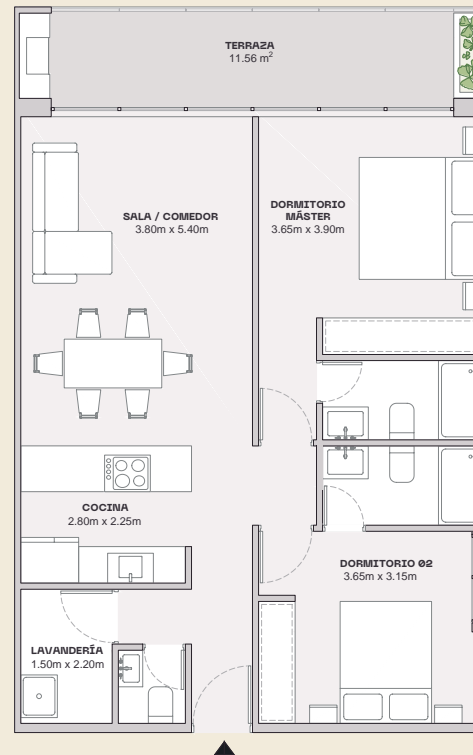 TERRAZA
11.56 m²
SALA / COMEDOR
3.80m x 5.40m
DORMITORIO
MÁSTER
3.65m x 3.90m
COCINA
2.80m x 2.25m
DORMITORIO 02
3.65m x 3.15m
LAVANDERÍA
1.50m x 2.20m